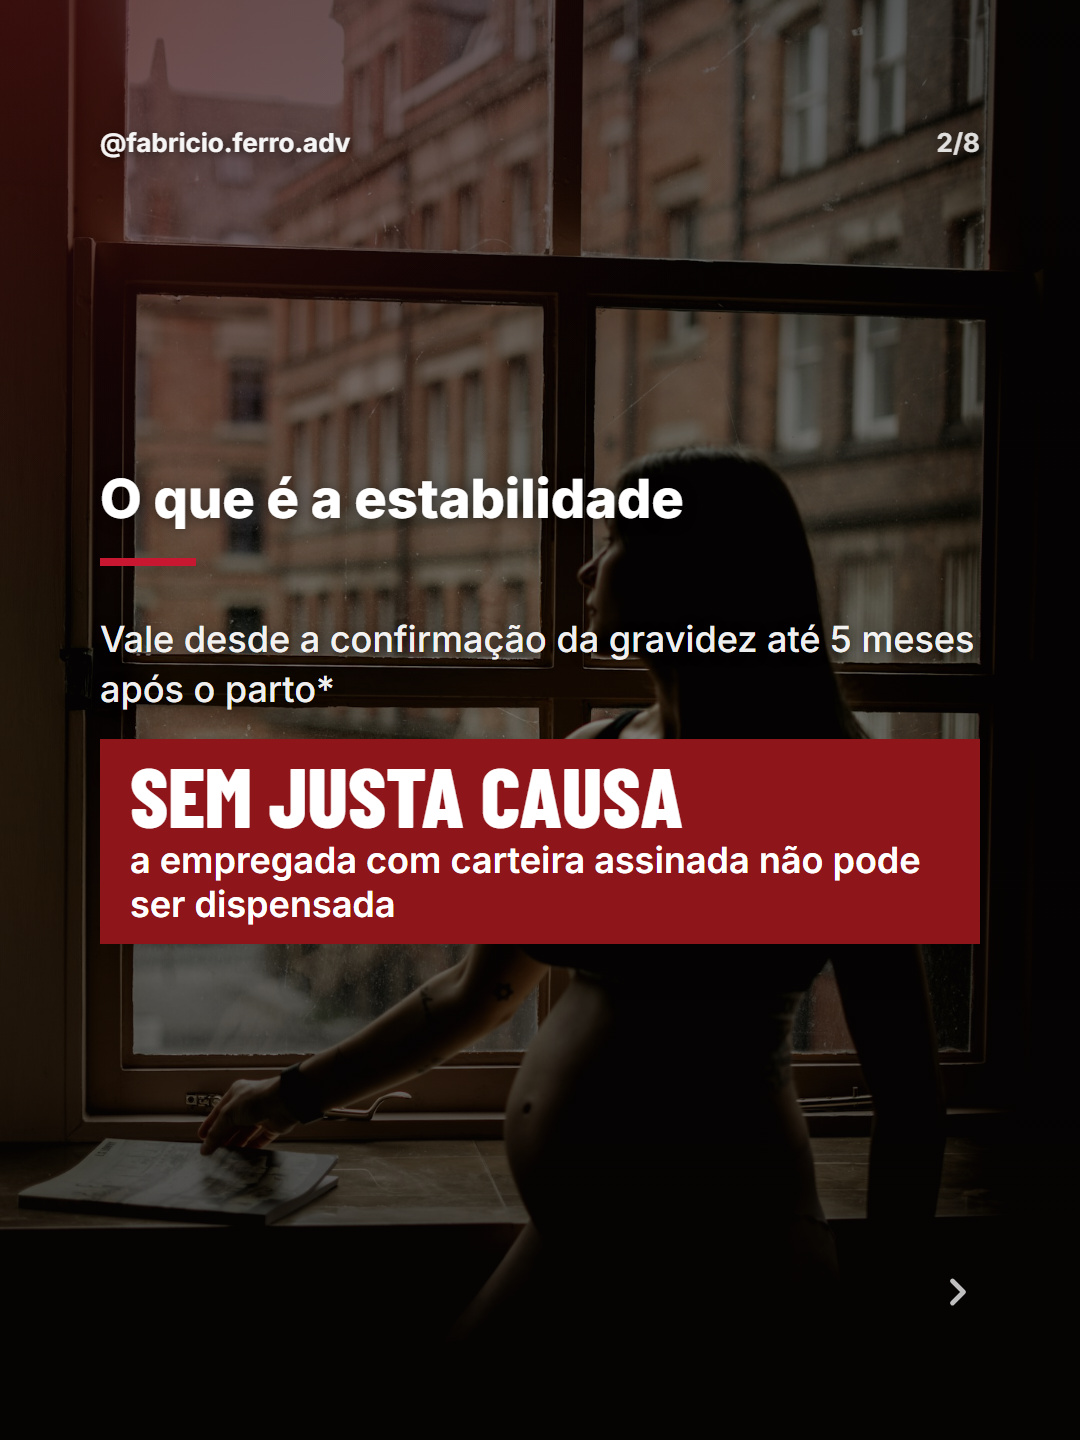 @fabricio.ferro.adv
2/8
O que é a estabilidade
Vale desde a confirmação da gravidez até 5 meses
após o parto*
SEM JUSTA CAUSA
a empregada com carteira assinada não pode
ser dispensada